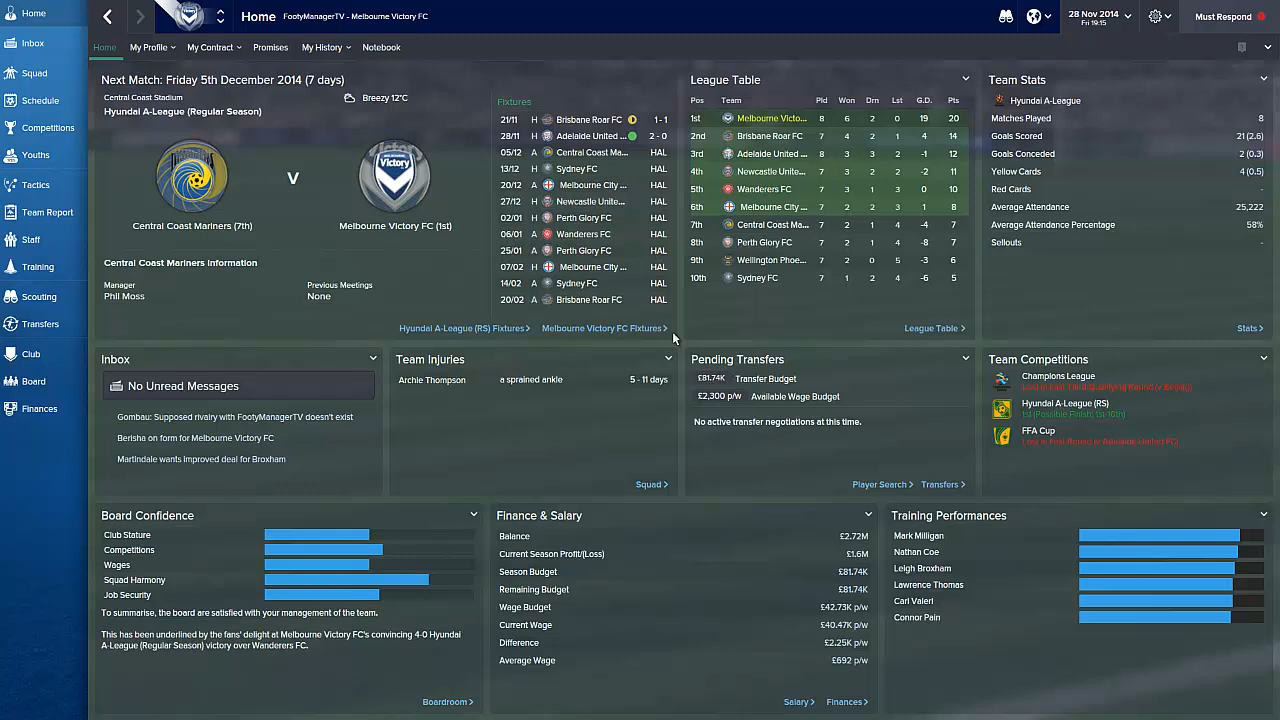 Home
Inbox
Squad
Schedule
Competitions
Youths
Tactics
Team Report
Staff
Training
Scouting
Transfers
Club
Board
Finances
Home FootyManagerTV - Melbourne Victory FC
28 Nov 2014
Fri 19:15
Must Respond
Home My Profile My Contract Promises My History Notebook
Next Match: Friday 5th December 2014 (7 days)
Central Coast Stadium
Hyundai A-League (Regular Season)
Breezy 12°C
Central Coast Mariners (7th)
V
Melbourne Victory FC (1st)
Central Coast Mariners Information
Manager
Phil Moss
Previous Meetings
None
Fixtures
21/11 H Brisbane Roar FC 1 - 1
28/11 H Adelaide United ... 2 - 0
05/12 A Central Coast Ma... HAL
13/12 H Sydney FC HAL
20/12 A Melbourne City ... HAL
27/12 H Newcastle Unite... HAL
02/01 H Perth Glory FC HAL
06/01 A Wanderers FC HAL
25/01 A Perth Glory FC HAL
07/02 H Melbourne City ... HAL
14/02 A Sydney FC HAL
20/02 A Brisbane Roar FC HAL
Hyundai A-League (RS) Fixtures> Melbourne Victory FC Fixtures>
League Table
Pos Team Pld Won Drn Lst G.D. Pts
1st Melbourne Victo... 8 6 2 0 19 20
2nd Brisbane Roar FC 7 4 2 1 4 14
3rd Adelaide United ... 8 3 3 2 -1 12
4th Newcastle Unite... 7 3 2 2 -2 11
5th Wanderers FC 7 3 1 3 0 10
6th Melbourne City ... 7 2 2 3 1 8
7th Central Coast Ma... 7 2 1 4 -4 7
8th Perth Glory FC 7 2 1 4 -8 7
9th Wellington Phoe... 7 2 0 5 -3 6
10th Sydney FC 7 1 2 4 -6 5
League Table >
Team Stats
Hyundai A-League
Matches Played 8
Goals Scored 21 (2.6)
Goals Conceded 2 (0.3)
Yellow Cards 4 (0.5)
Red Cards -
Average Attendance 25,222
Average Attendance Percentage 58%
Sellouts -
Stats >
Inbox
No Unread Messages
Gombau: Supposed rivalry with FootyManagerTV doesn't exist
Berisha on form for Melbourne Victory FC
Martindale wants improved deal for Broxham
Team Injuries
Archie Thompson a sprained ankle 5 - 11 days
Squad >
Pending Transfers
£81.74K Transfer Budget
£2,300 p/w Available Wage Budget
No active transfer negotiations at this time.
Player Search > Transfers >
Team Competitions
Champions League
Hyundai A-League (RS)
1st (Possible Finish: 1st-10th)
FFA Cup
Board Confidence
Club Stature
Competitions
Wages
Squad Harmony
Job Security
To summarise, the board are satisfied with your management of the team.
This has been underlined by the fans' delight at Melbourne Victory FC's convincing 4-0 Hyundai
A-League (Regular Season) victory over Wanderers FC.
Boardroom >
Finance & Salary
Balance £2.72M
Current Season Profit/(Loss) £1.6M
Season Budget £81.74K
Remaining Budget £81.74K
Wage Budget £42.73K p/w
Current Wage £40.47K p/w
Difference £2.25K p/w
Average Wage £692 p/w
Salary > Finances >
Training Performances
Mark Milligan
Nathan Coe
Leigh Broxham
Lawrence Thomas
Carl Valeri
Connor Pain